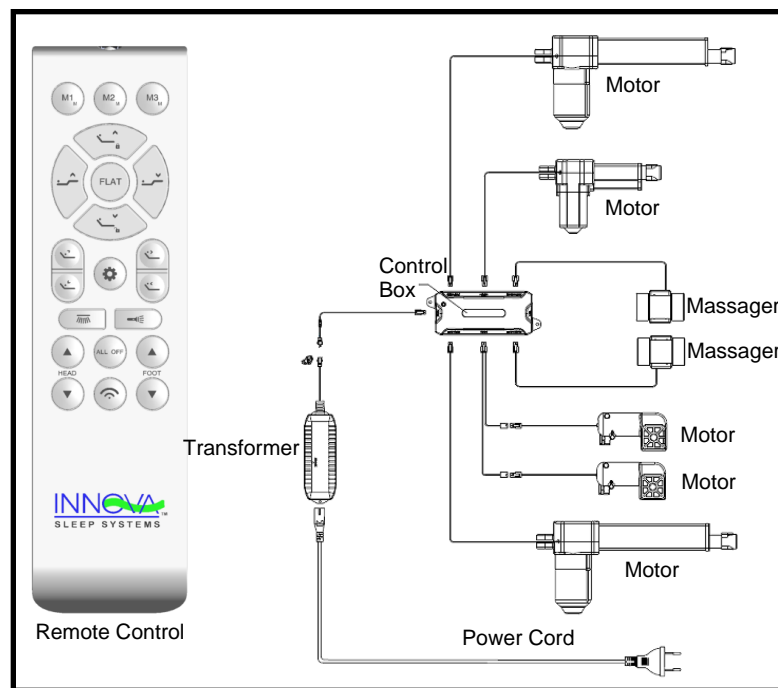 M1 M2 M3
FLAT
ALL OFF
HEAD FOOT
INNOVA TM
SLEEP SYSTEMS
Remote Control
Motor
Motor
Control
Box
Massager
Massager
Transformer
Motor
Motor
Motor
Power Cord